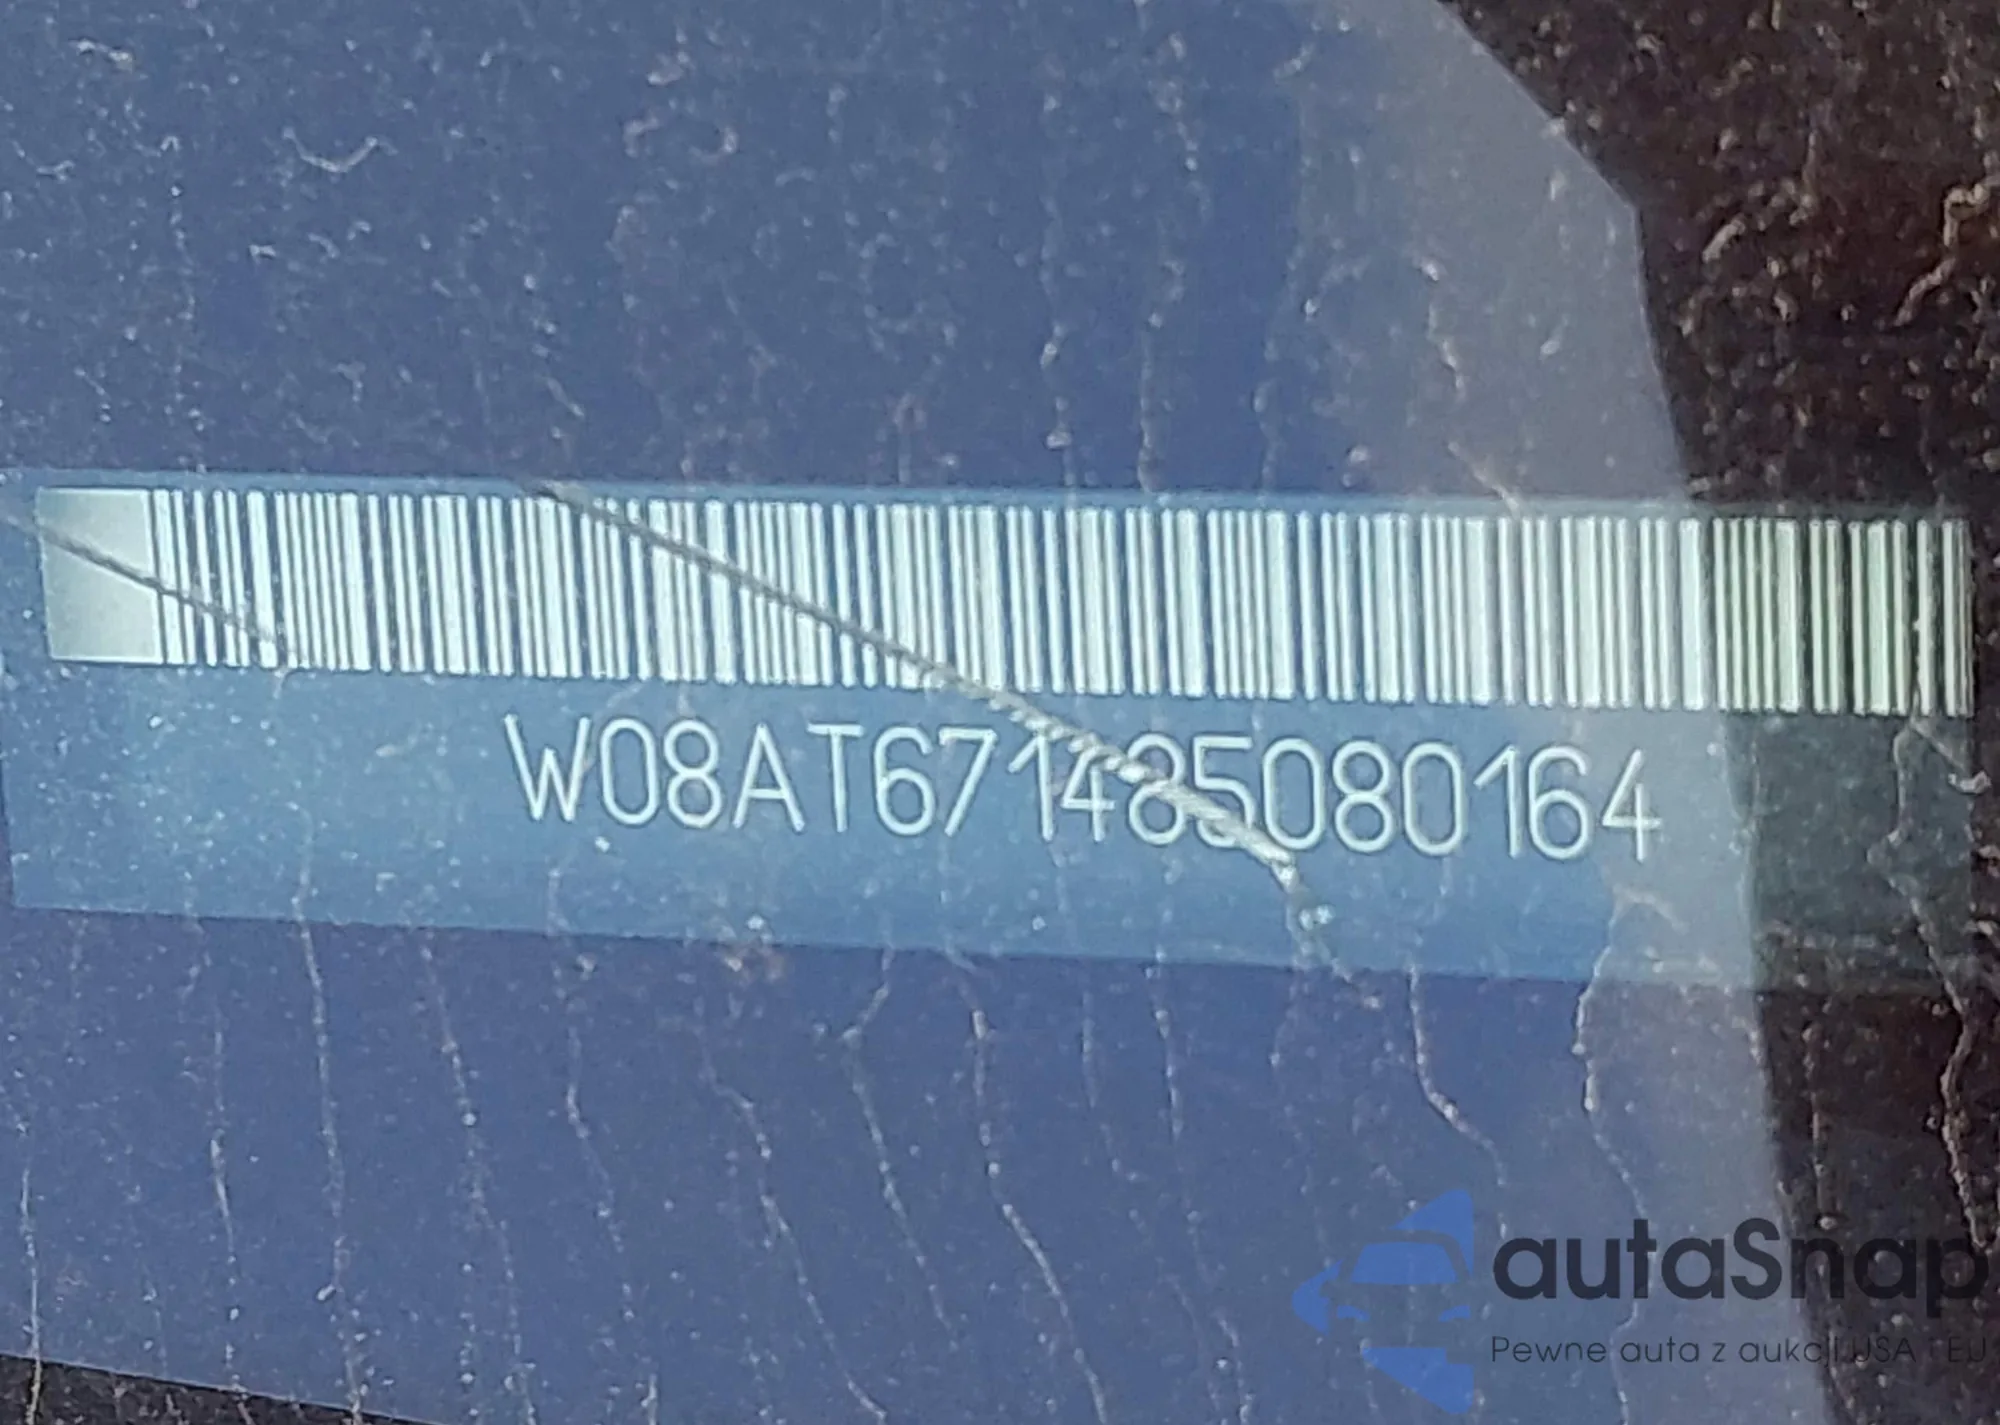 W08AT671485080164
autaSnap
Pewne auta z aukcji USA i EU